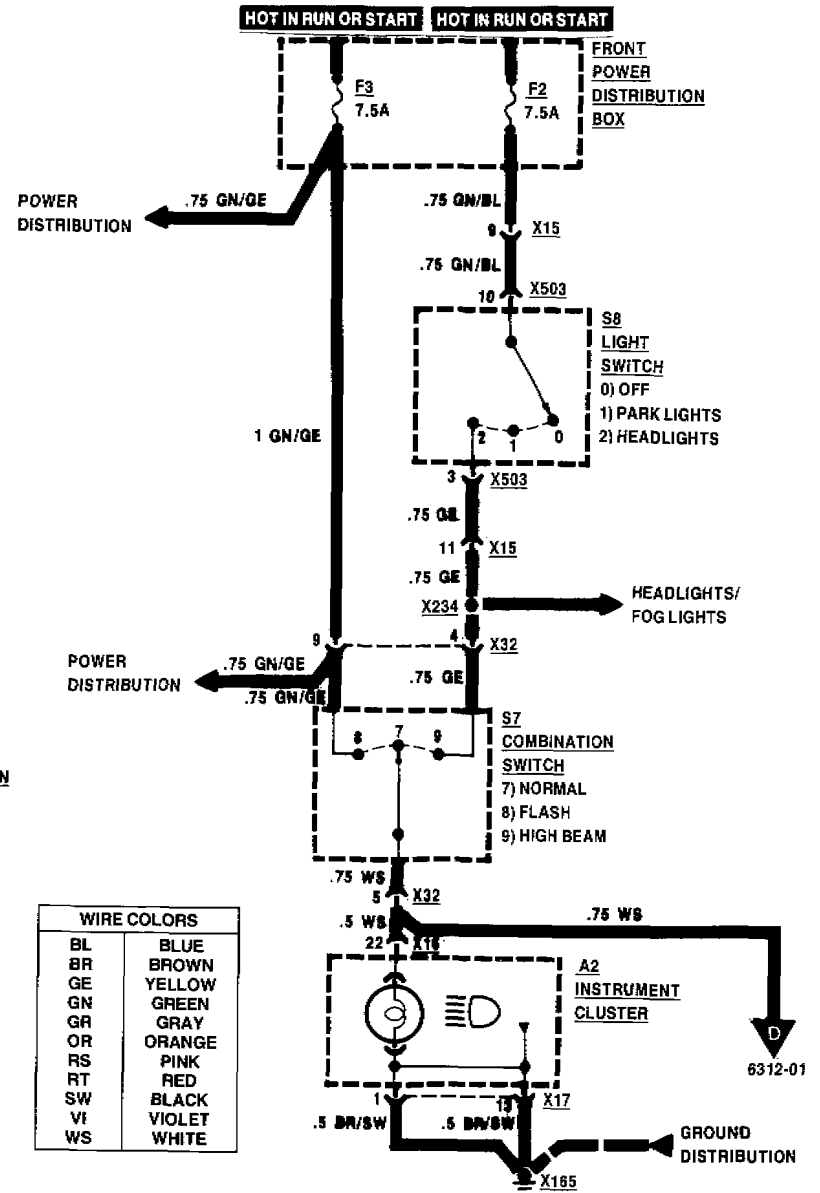 HOT IN RUN OR START
HOT IN RUN OR START
FRONT
POWER
DISTRIBUTION
BOX
F3
7.5A
F2
7.5A
POWER
DISTRIBUTION
.75 GN/GE
.75 GN/BL
9
X15
.75 GN/BL
10
X503
S8
LIGHT
SWITCH
0) OFF
1) PARK LIGHTS
2) HEADLIGHTS
2
1
0
1 GN/GE
3
X503
.75 GE
11
X15
.75 GE
X234
HEADLIGHTS/
FOG LIGHTS
9
4
X32
POWER
DISTRIBUTION
.75 GN/GE
.75 GN/GE
.75 GE
S7
COMBINATION
SWITCH
7) NORMAL
8) FLASH
9) HIGH BEAM
8
7
9
N
.75 WS
5
X32
.5 WS
.75 WS
22
X16
A2
INSTRUMENT
CLUSTER
D
6312-01
WIRE COLORS
BL BLUE
BR BROWN
GE YELLOW
GN GREEN
GR GRAY
OR ORANGE
RS PINK
RT RED
SW BLACK
VI VIOLET
WS WHITE
1
X17
.5 BR/SW
.5 BR/SW
GROUND
DISTRIBUTION
X165